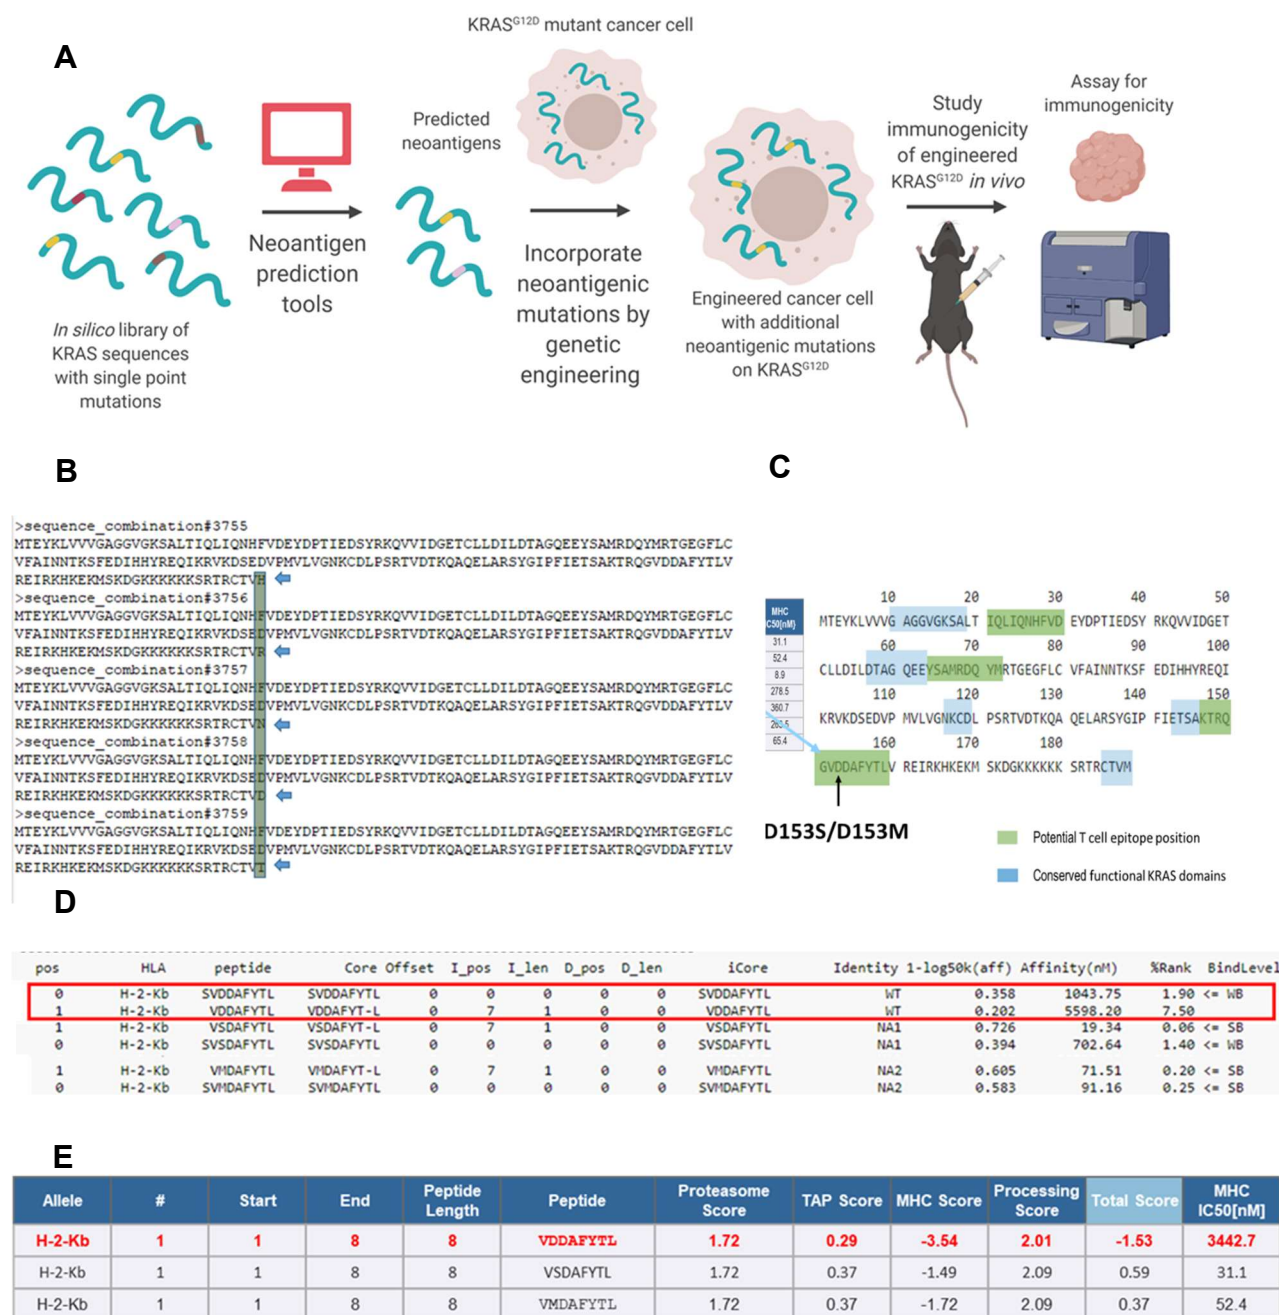 A
KRASG12D mutant cancer cell
Predicted
neoantigens
Neoantigen
prediction
tools
In silico library of
KRAS sequences
with single point
mutations
Incorporate
neoantigenic
mutations by
genetic
engineering
Engineered cancer cell
with additional
neoantigenic mutations
on KRASG12D
Study
immunogenicity
of engineered
KRASG12D in vivo
Assay for
immunogenicity
B
>sequence_combination#3755
MTEYKLVVVGAGGVGKSALTIQLIQNHFVDEYDPTIEDSYRKQVVIDGETCLLDILDTAGQEEYSAMRDQYMRTGEGFLC
VFAINNTKSFEDIHHYREQIKRVKDSEDVPMVLVGNKCDLPSRTVDTKQAQELARSYGIPFIETSAKTRQGVDDAFYTLV
REIRKHKEKMSKDGKKKKKKSRTRCTVH
>sequence_combination#3756
MTEYKLVVVGAGGVGKSALTIQLIQNHFVDEYDPTIEDSYRKQVVIDGETCLLDILDTAGQEEYSAMRDQYMRTGEGFLC
VFAINNTKSFEDIHHYREQIKRVKDSEDVPMVLVGNKCDLPSRTVDTKQAQELARSYGIPFIETSAKTRQGVDDAFYTLV
REIRKHKEKMSKDGKKKKKKSRTRCTVR
>sequence_combination#3757
MTEYKLVVVGAGGVGKSALTIQLIQNHFVDEYDPTIEDSYRKQVVIDGETCLLDILDTAGQEEYSAMRDQYMRTGEGFLC
VFAINNTKSFEDIHHYREQIKRVKDSEDVPMVLVGNKCDLPSRTVDTKQAQELARSYGIPFIETSAKTRQGVDDAFYTLV
REIRKHKEKMSKDGKKKKKKSRTRCTVN
>sequence_combination#3758
MTEYKLVVVGAGGVGKSALTIQLIQNHFVDEYDPTIEDSYRKQVVIDGETCLLDILDTAGQEEYSAMRDQYMRTGEGFLC
VFAINNTKSFEDIHHYREQIKRVKDSEDVPMVLVGNKCDLPSRTVDTKQAQELARSYGIPFIETSAKTRQGVDDAFYTLV
REIRKHKEKMSKDGKKKKKKSRTRCTVD
>sequence_combination#3759
MTEYKLVVVGAGGVGKSALTIQLIQNHFVDEYDPTIEDSYRKQVVIDGETCLLDILDTAGQEEYSAMRDQYMRTGEGFLC
VFAINNTKSFEDIHHYREQIKRVKDSEDVPMVLVGNKCDLPSRTVDTKQAQELARSYGIPFIETSAKTRQGVDDAFYTLV
REIRKHKEKMSKDGKKKKKKSRTRCTVT
C
MHC
C50[nM]
31.1
52.4
8.9
278.5
360.7
65.4
10 20 30 40 50
MTEYKLVVVG AGGVGKSALT IQLIQNHFVD EYDPTIEDSY RKQVVIDGET
60 70 80 90 100
CLLDILDTAG QEEYSAMRDQ YMRTGEGFLC VFAINNTKSF EDIHHYREQI
110 120 130 140 150
KRVKDSEDVP MVLVGNKCDL PSRTVDTKQA QELARSYGIP FIETSAKTRQ
160 170 180
GVDDAFYTLV REIRKHKEKM SKDGKKKKKK SRTRCTVM
D153S/D153M
Potential T cell epitope position
Conserved functional KRAS domains
D
pos HLA peptide Core Offset I_pos I_len D_pos D_len iCore Identity 1-log50k(aff) Affinity(nM) %Rank BindLevel
0 H-2-Kb SVDDAFYTL SVDDAFYTL 0 0 0 0 0 SVDDAFYTL WT 0.358 1043.75 1.90 <= WB
1 H-2-Kb VDDAFYTL VDDAFYT-L 0 7 1 0 0 VDDAFYTL WT 0.202 5598.20 7.50
1 H-2-Kb VSDAFYTL VSDAFYT-L 0 7 1 0 0 VSDAFYTL NA1 0.726 19.34 0.06 <= SB
0 H-2-Kb SVSDAFYTL SVSDAFYTL 0 0 0 0 0 SVSDAFYTL NA1 0.394 702.64 1.40 <= WB
1 H-2-Kb VMDAFYTL VMDAFYT-L 0 7 1 0 0 VMDAFYTL NA2 0.605 71.51 0.20 <= SB
0 H-2-Kb SVMDAFYTL SVMDAFYTL 0 0 0 0 0 SVMDAFYTL NA2 0.583 91.16 0.25 <= SB
E
Allele # Start End Peptide Length Peptide Proteasome Score TAP Score MHC Score Processing Score Total Score MHC IC50[nM]
H-2-Kb 1 1 8 8 VDDAFYTL 1.72 0.29 -3.54 2.01 -1.53 3442.7
H-2-Kb 1 1 8 8 VSDAFYTL 1.72 0.37 -1.49 2.09 0.59 31.1
H-2-Kb 1 1 8 8 VMDAFYTL 1.72 0.37 -1.72 2.09 0.37 52.4